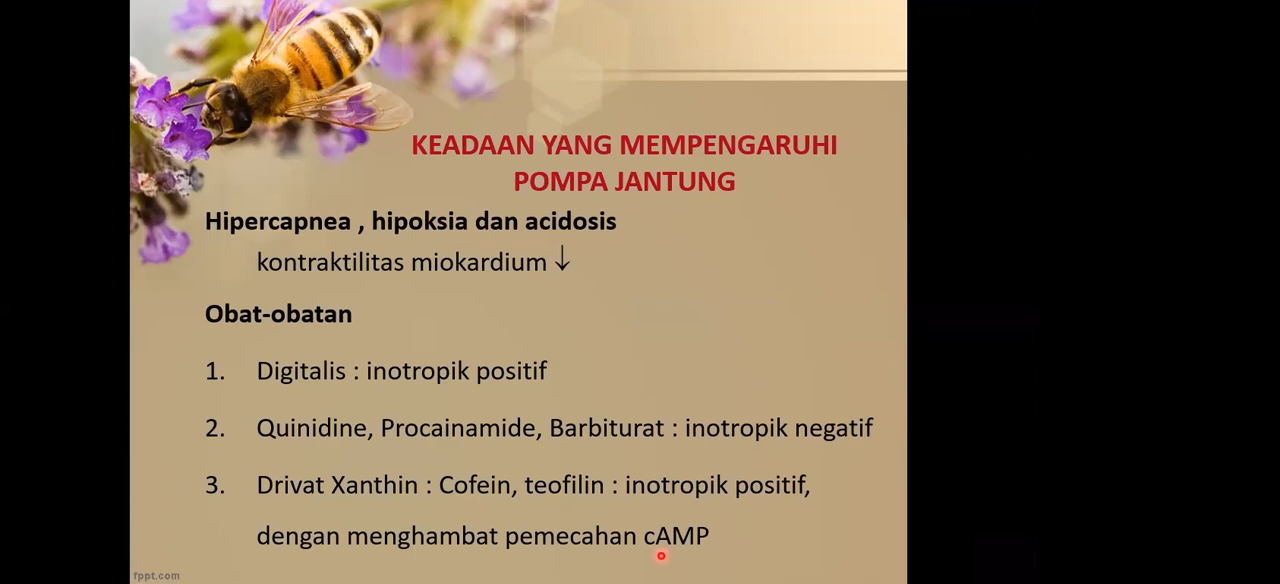 KEADAAN YANG MEMPENGARUHI
POMPA JANTUNG
Hipercapnea , hipoksia dan acidosis
kontraktilitas miokardium ↓
Obat-obatan
1. Digitalis : inotropik positif
2. Quinidine, Procainamide, Barbiturat : inotropik negatif
3. Drivat Xanthin : Cofein, teofilin : inotropik positif,
dengan menghambat pemecahan cAMP
fppt.com